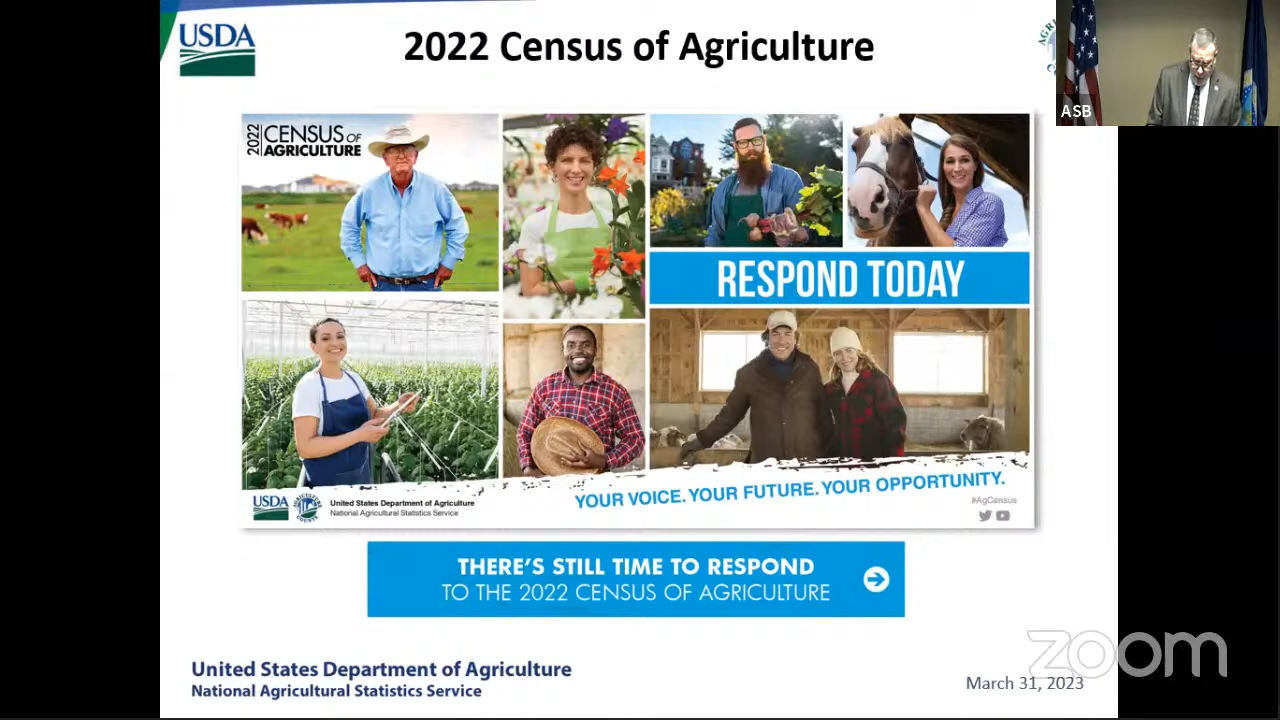 USDA
2022 Census of Agriculture
ASB
2022 CENSUS OF
AGRICULTURE
RESPOND TODAY
YOUR VOICE. YOUR FUTURE. YOUR OPPORTUNITY.
USDA
United States Department of Agriculture
National Agricultural Statistics Service
#AgCensus
THERE'S STILL TIME TO RESPOND
TO THE 2022 CENSUS OF AGRICULTURE
United States Department of Agriculture
National Agricultural Statistics Service
March 31, 2023
zoom